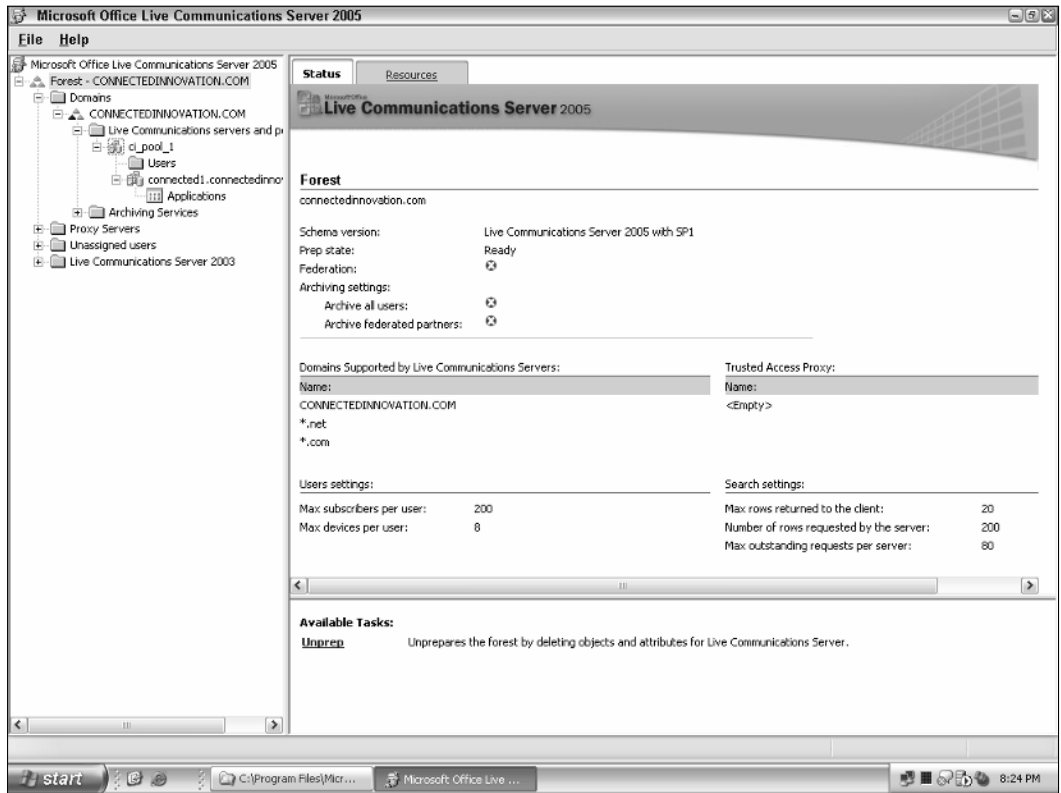 Microsoft Office Live Communications Server 2005
File Help
Microsoft Office Live Communications Server 2005
Forest - CONNECTEDINNOVATION.COM
Domains
CONNECTEDINNOVATION.COM
Live Communications servers and p
ci_pool_1
Users
connected1.connectedinno
Applications
Archiving Services
Proxy Servers
Unassigned users
Live Communications Server 2003
Status Resources
Microsoft Office
Live Communications Server 2005
Forest
connectedinnovation.com
Schema version: Live Communications Server 2005 with SP1
Prep state: Ready
Federation:
Archiving settings:
Archive all users:
Archive federated partners:
Domains Supported by Live Communications Servers: Trusted Access Proxy:
Name: Name:
CONNECTEDINNOVATION.COM <Empty>
*.net
*.com
Users settings: Search settings:
Max subscribers per user: 200 Max rows returned to the client: 20
Max devices per user: 8 Number of rows requested by the server: 200
Max outstanding requests per server: 80
Available Tasks:
Unprep Unprepares the forest by deleting objects and attributes for Live Communications Server.
start C:\Program Files\Micr... Microsoft Office Live ... 8:24 PM